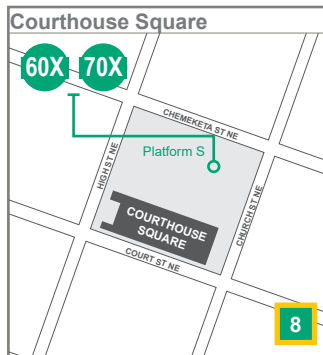 Courthouse Square
60X 70X
CHEMEKETA ST NE
Platform S
HIGH ST NE
COURTHOUSE
SQUARE
CHURCH ST NE
COURT ST NE
8